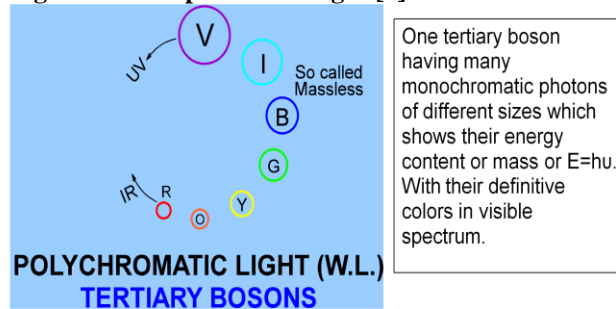 V
UV
I
So called
Massless
B
G
Y
O
R
IR
POLYCHROMATIC LIGHT (W.L.)
TERTIARY BOSONS
One tertiary boson
having many
monochromatic photons
of different sizes which
shows their energy
content or mass or E=hυ.
With their definitive
colors in visible
spectrum.